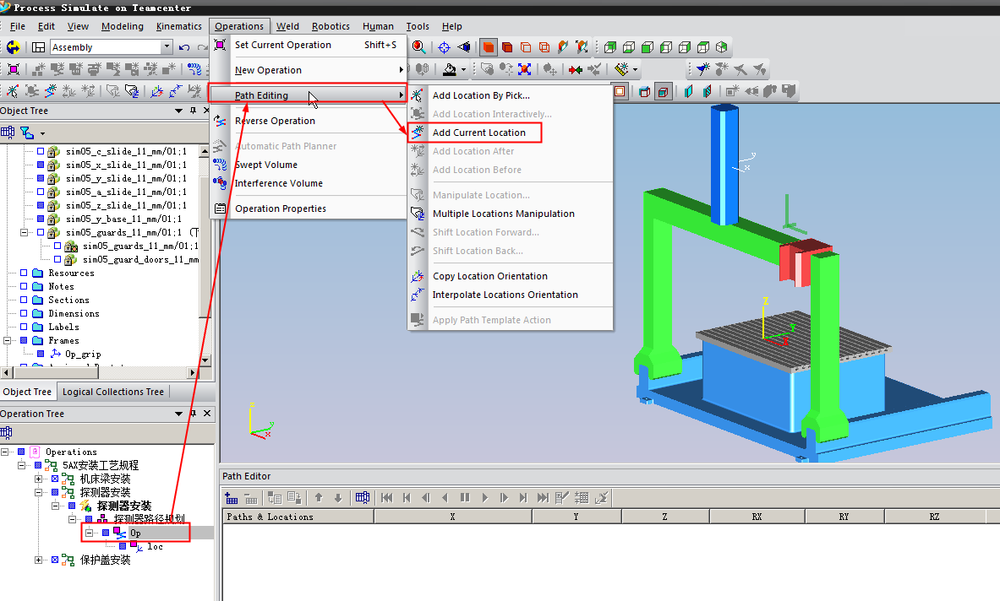 Process Simulate on Teamcenter
File Edit View Modeling Kinematics Operations Weld Robotics Human Tools Help
Assembly
Set Current Operation Shift+S
New Operation
Path Editing
Reverse Operation
Automatic Path Planner
Swept Volume
Interference Volume
Operation Properties
Add Location By Pick...
Add Location Interactively...
Add Current Location
Add Location After
Add Location Before
Manipulate Location...
Multiple Locations Manipulation
Shift Location Forward...
Shift Location Back...
Copy Location Orientation
Interpolate Locations Orientation
Apply Path Template Action
Object Tree
sim05_c_slide_11_mm/01;1
sim05_x_slide_11_mm/01;1
sim05_y_slide_11_mm/01;1
sim05_a_slide_11_mm/01;1
sim05_z_slide_11_mm/01;1
sim05_y_base_11_mm/01;1
sim05_guards_11_mm/01;1
sim05_guards_11_mm/01;1
sim05_guard_doors_11_mm
Resources
Notes
Sections
Dimensions
Labels
Frames
Op_grip
Object Tree Logical Collections Tree
Operation Tree
Operations
5AX安装工艺规程
机床梁安装
探测器安装
探测器安装
探测器路径规划
Op
loc
保护盖安装
y
x
Z
Y
X
z
y
x
Path Editor
Paths & Locations X Y Z RX RY RZ